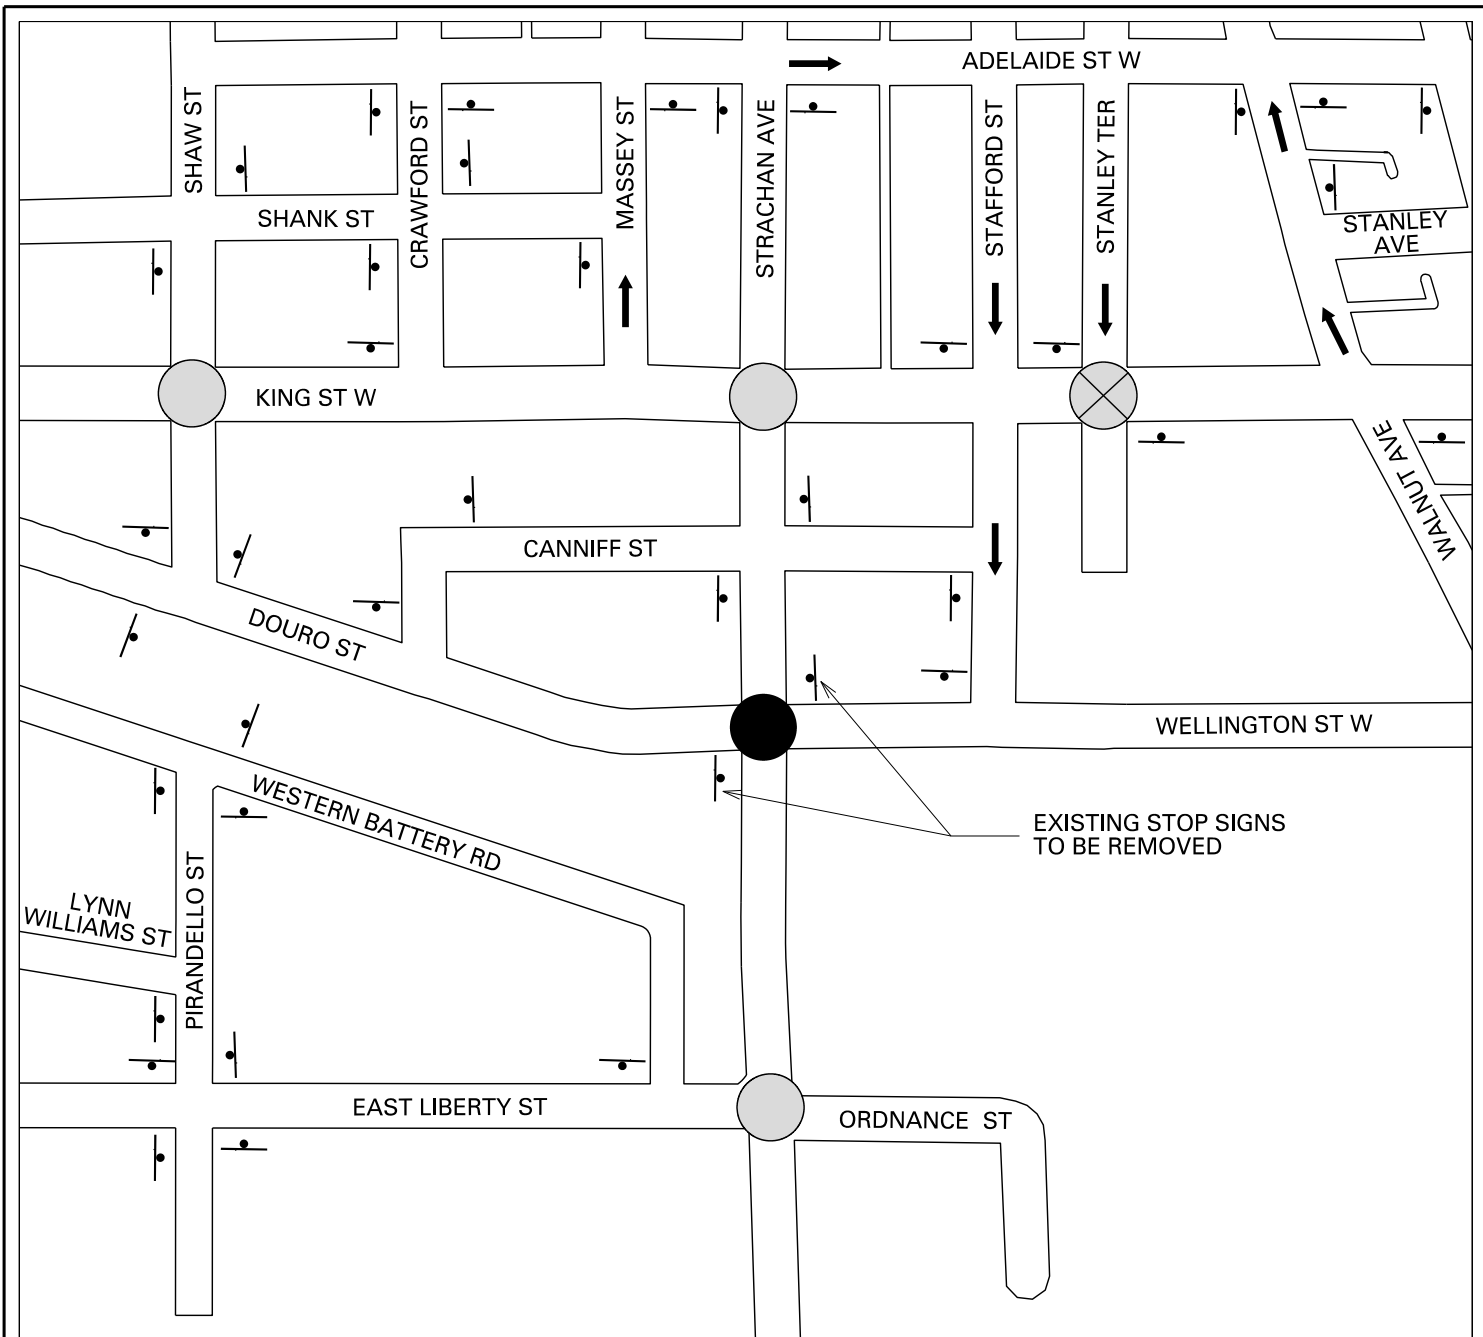 ADELAIDE ST W
SHAW ST
CRAWFORD ST
MASSEY ST
STRACHAN AVE
STAFFORD ST
STANLEY TER
SHANK ST
STANLEY
AVE
KING ST W
WALNUT AVE
CANNIFF ST
DOURO ST
WELLINGTON ST W
WESTERN BATTERY RD
EXISTING STOP SIGNS
TO BE REMOVED
LYNN
WILLIAMS ST
PIRANDELLO ST
EAST LIBERTY ST
ORDNANCE ST